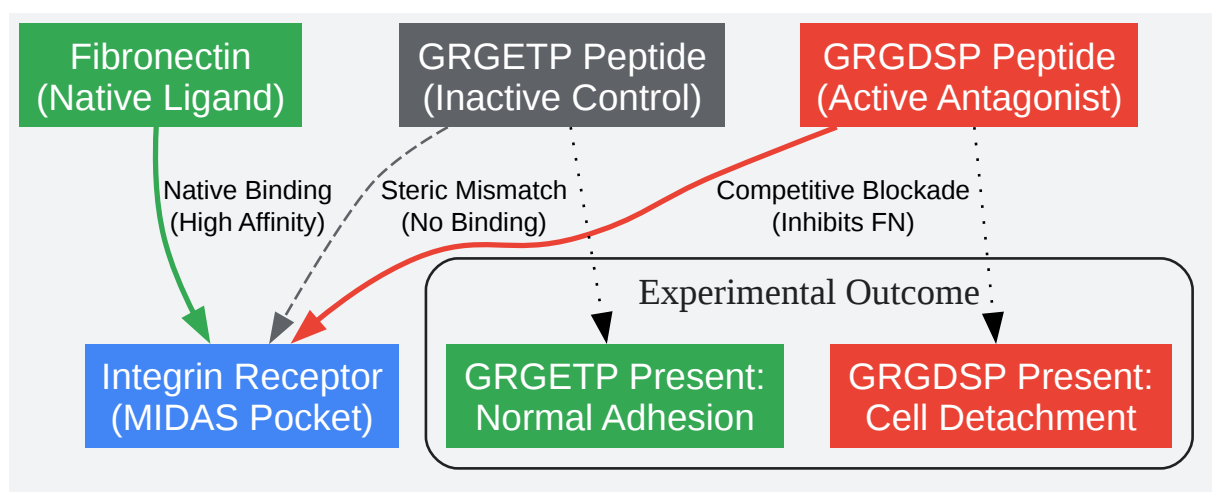 Fibronectin
(Native Ligand)
GRGETP Peptide
(Inactive Control)
GRGDSP Peptide
(Active Antagonist)
Native Binding
(High Affinity)
Steric Mismatch
(No Binding)
Competitive Blockade
(Inhibits FN)
Experimental Outcome
Integrin Receptor
(MIDAS Pocket)
GRGETP Present:
Normal Adhesion
GRGDSP Present:
Cell Detachment